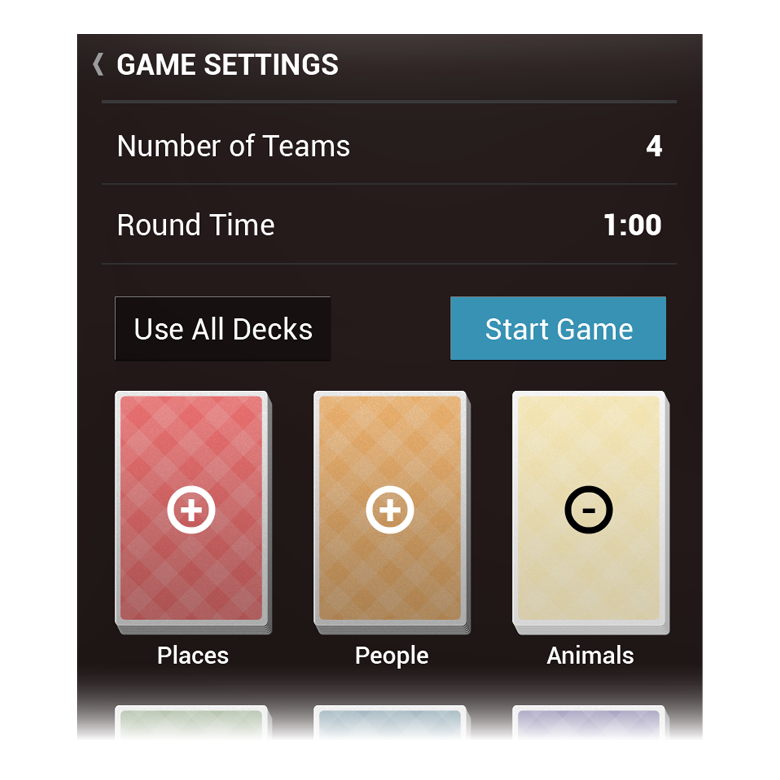 GAME SETTINGS
Number of Teams 4
Round Time 1:00
Use All Decks Start Game
+ + -
Places People Animals